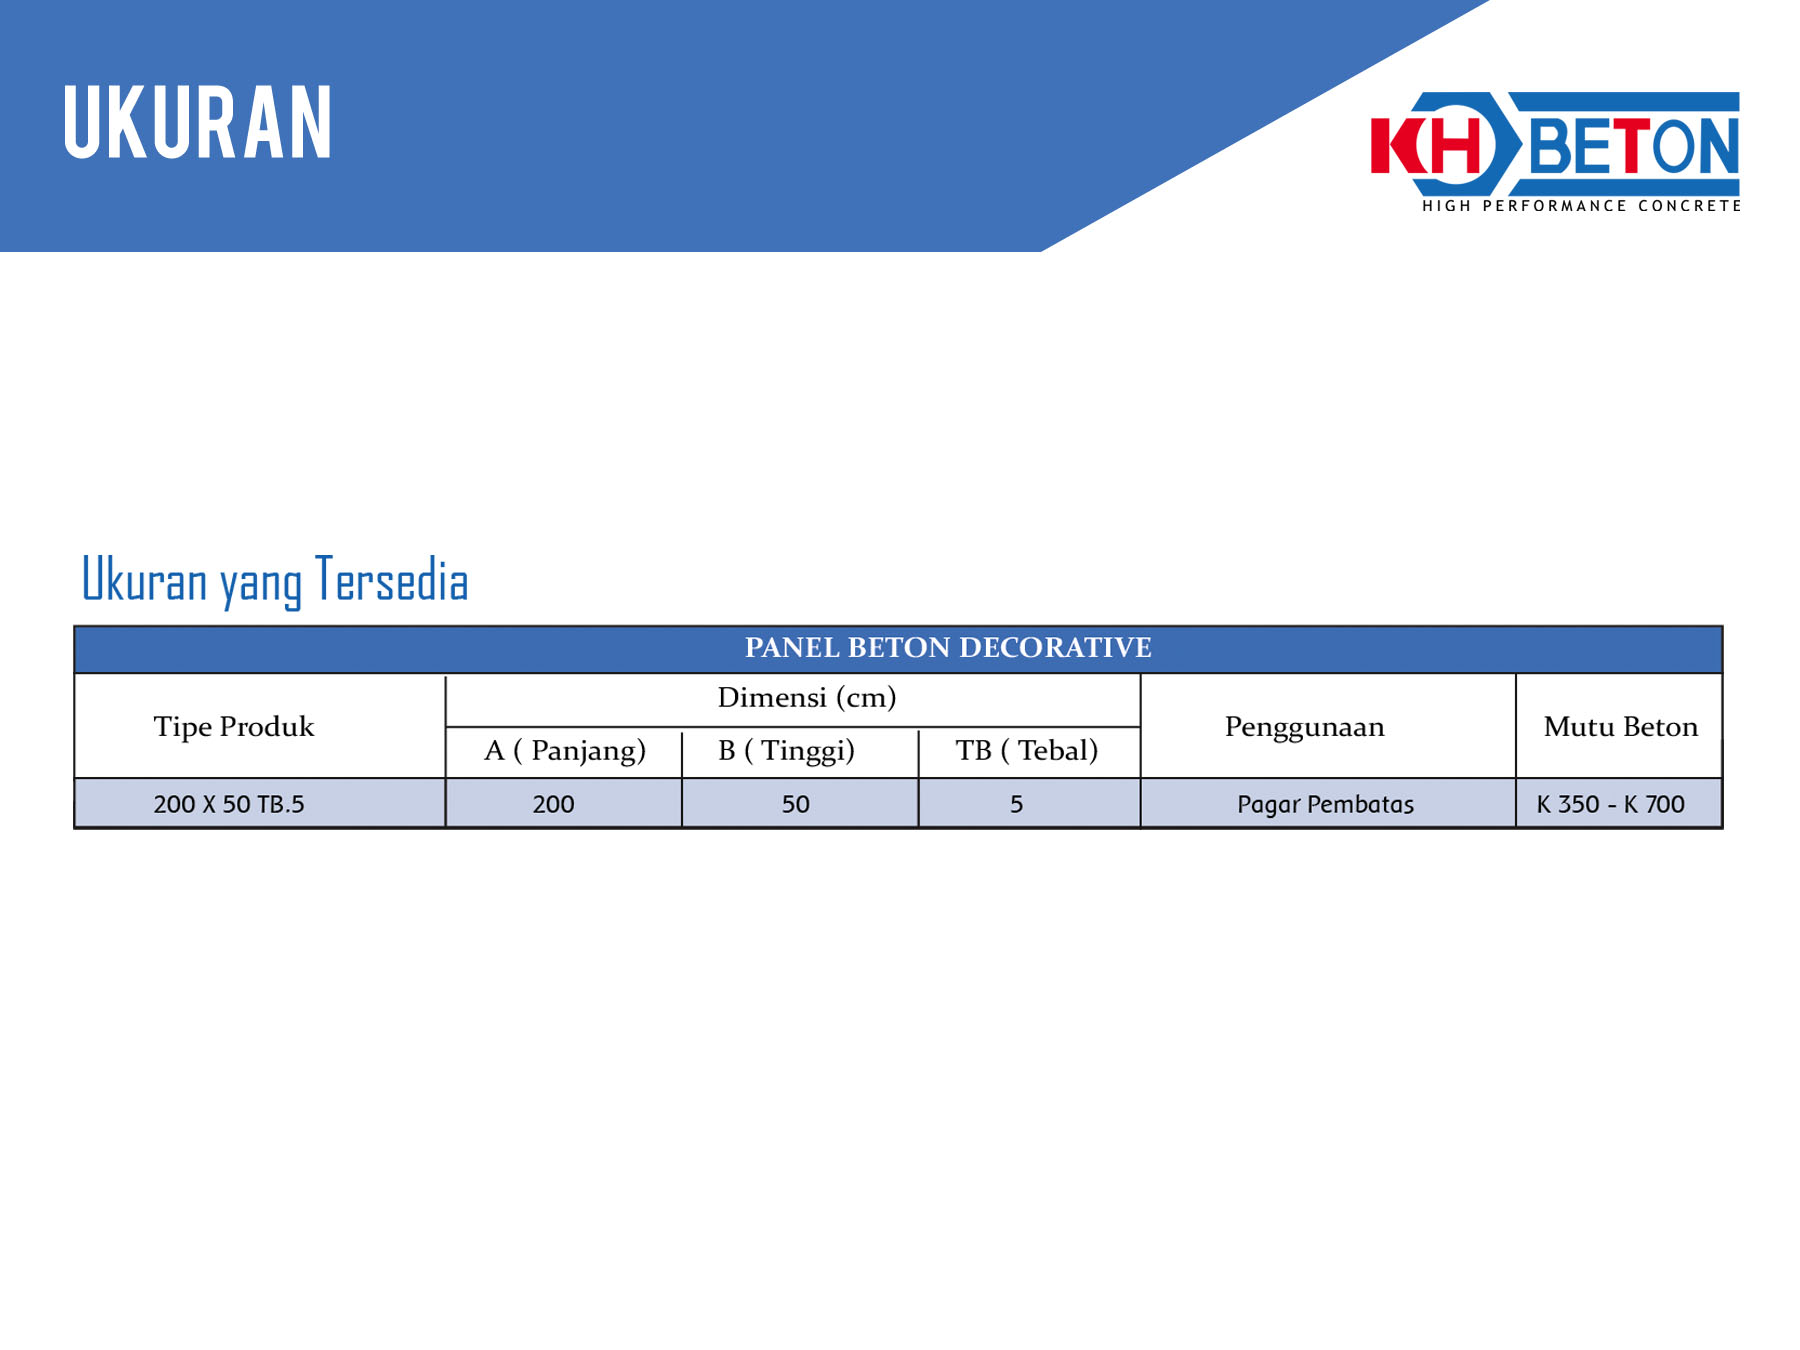 UKURAN
KH BETON
HIGH PERFORMANCE CONCRETE
Ukuran yang Tersedia
PANEL BETON DECORATIVE
Tipe Produk
Dimensi (cm)
A ( Panjang) B ( Tinggi) TB ( Tebal)
Penggunaan
Mutu Beton
200 X 50 TB.5 200 50 5 Pagar Pembatas K 350 - K 700